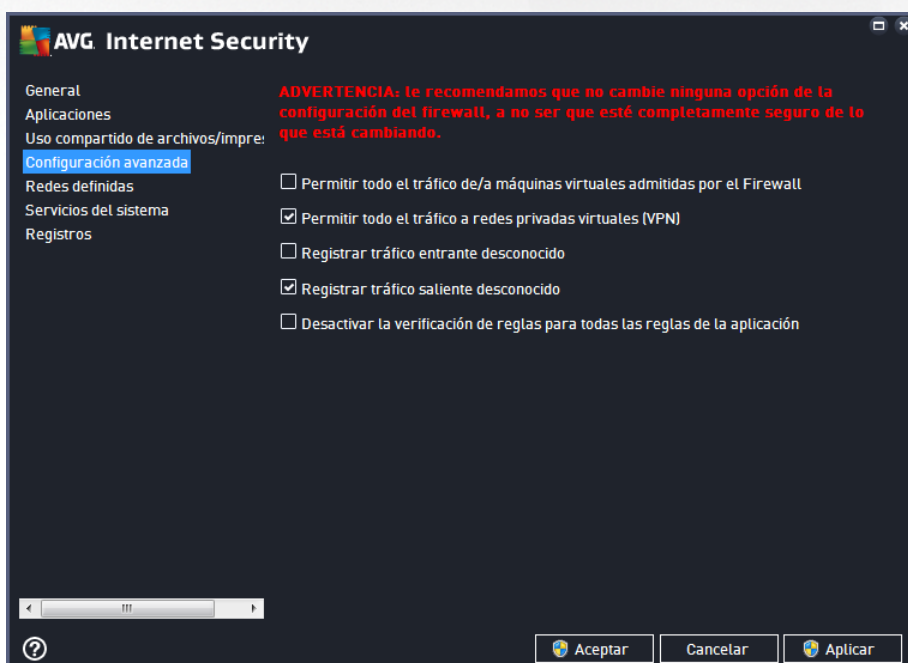 AVG. Internet Security
General
Aplicaciones
Uso compartido de archivos/impres
Configuración avanzada
Redes definidas
Servicios del sistema
Registros
ADVERTENCIA: le recomendamos que no cambie ninguna opción de la
configuración del firewall, a no ser que esté completamente seguro de lo
que está cambiando.
Permitir todo el tráfico de/a máquinas virtuales admitidas por el Firewall
Permitir todo el tráfico a redes privadas virtuales (VPN)
Registrar tráfico entrante desconocido
Registrar tráfico saliente desconocido
Desactivar la verificación de reglas para todas las reglas de la aplicación
Aceptar
Cancelar
Aplicar